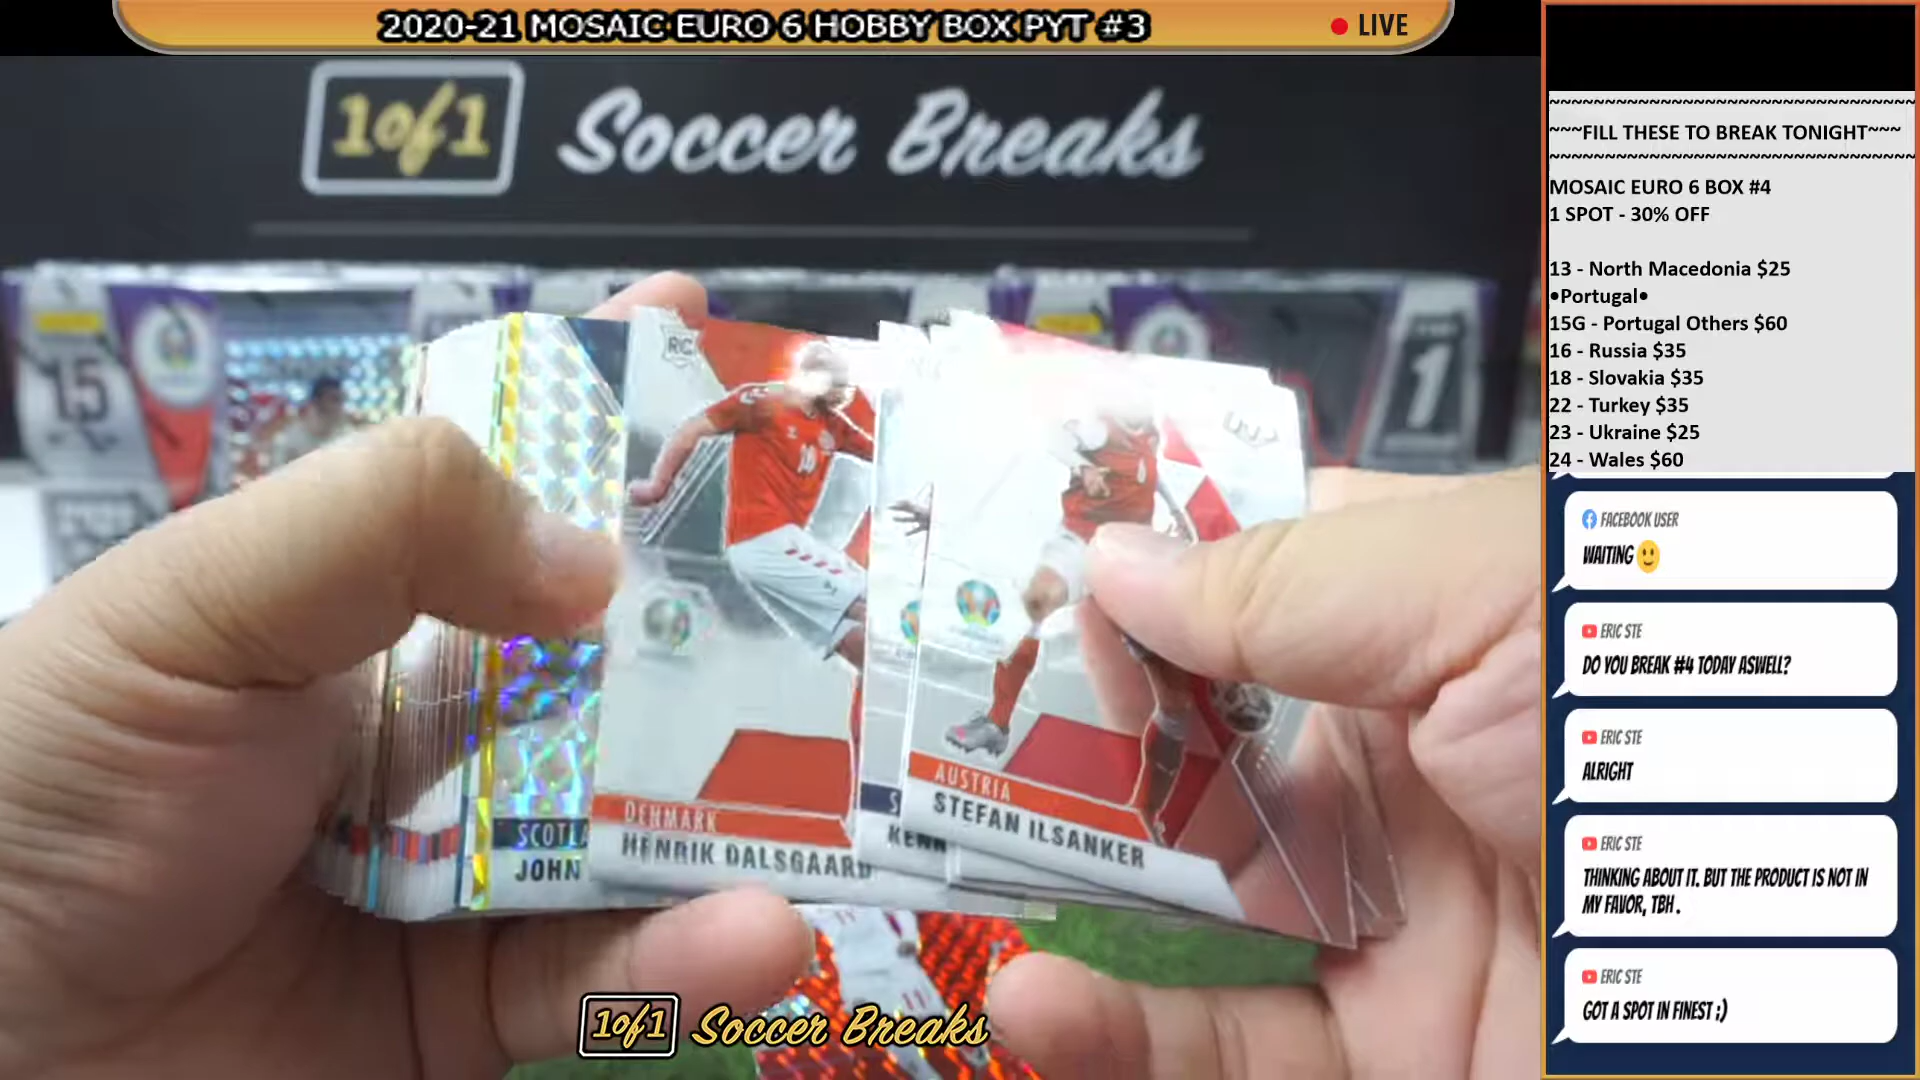 2020-21 MOSAIC EURO 6 HOBBY BOX PYT #3
LIVE
1of1 Soccer Breaks
15
1
RC
10
DENMARK
HENRIK DALSGAARD
SCOTLA
JOHN
S
KENN
AUSTRIA
STEFAN ILSANKER
1of1 Soccer Breaks
~~~FILL THESE TO BREAK TONIGHT~~~
MOSAIC EURO 6 BOX #4
1 SPOT - 30% OFF
13 - North Macedonia $25
•Portugal•
15G - Portugal Others $60
16 - Russia $35
18 - Slovakia $35
22 - Turkey $35
23 - Ukraine $25
24 - Wales $60
FACEBOOK USER
WAITING🙂
ERIC STE
DO YOU BREAK #4 TODAY ASWELL?
ERIC STE
ALRIGHT
ERIC STE
THINKING ABOUT IT. BUT THE PRODUCT IS NOT IN
MY FAVOR, TBH.
ERIC STE
GOT A SPOT IN FINEST ;)